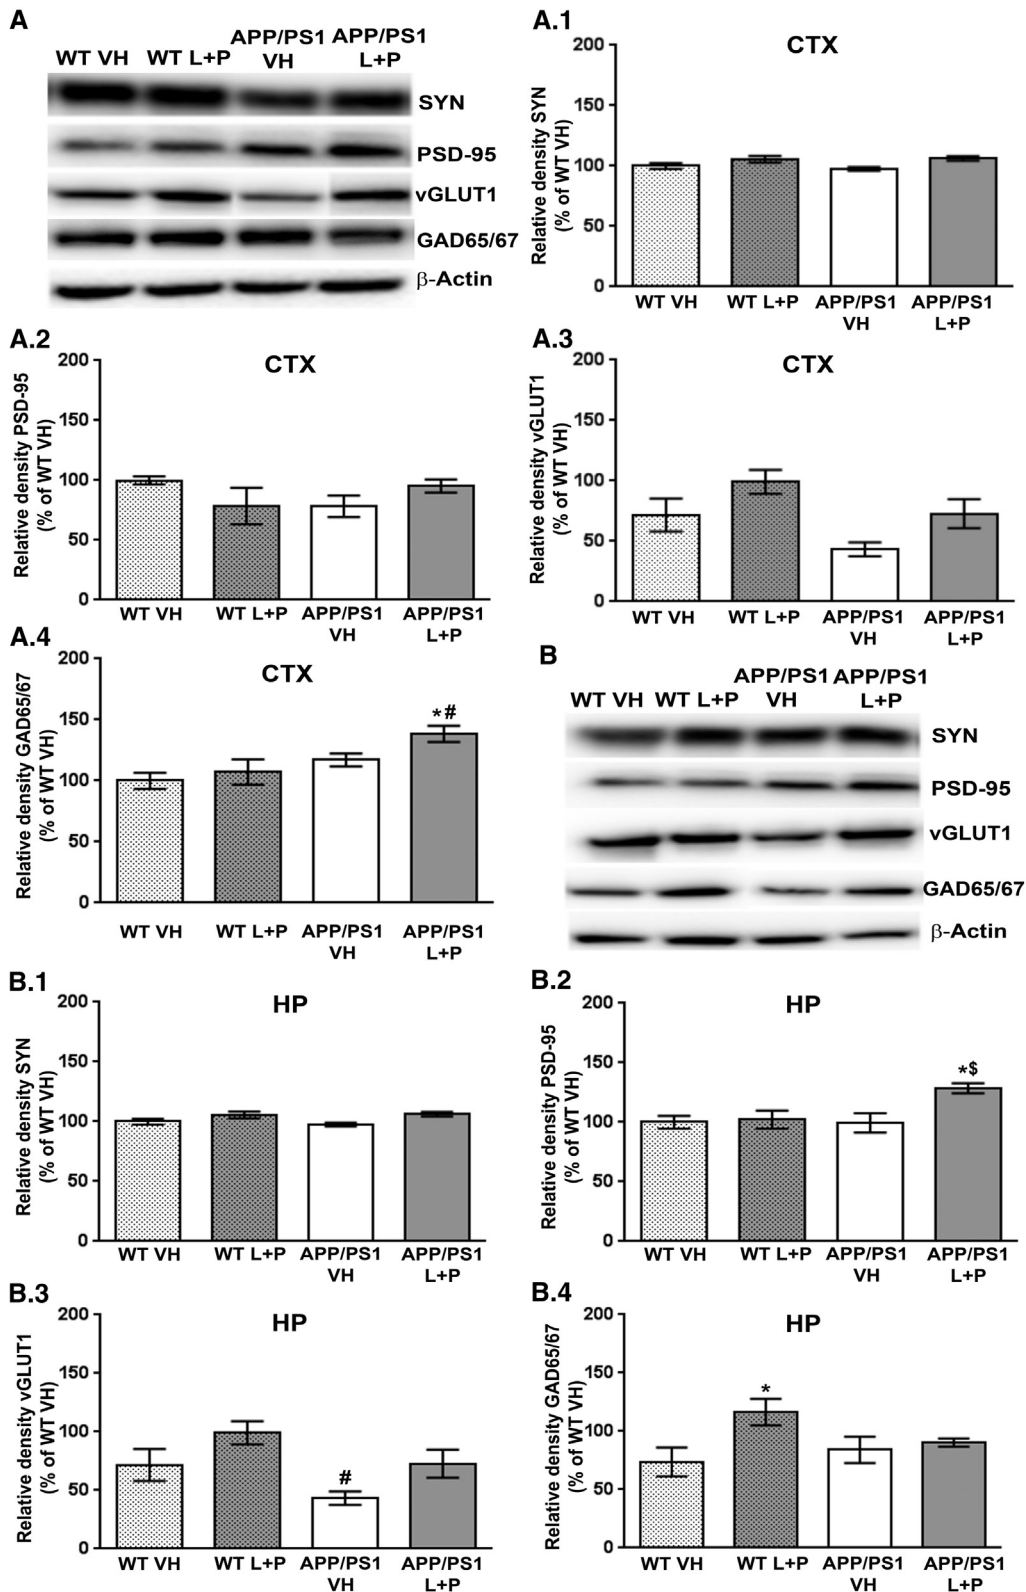 A
WT VH WT L+P APP/PS1 VH APP/PS1 L+P
SYN
PSD-95
vGLUT1
GAD65/67
β-Actin
A.1
CTX
Relative density SYN
(% of WT VH)
200
150
100
50
0
WT VH WT L+P APP/PS1 APP/PS1
VH L+P
A.2
CTX
Relative density PSD-95
(% of WT VH)
200
150
100
50
0
WT VH WT L+P APP/PS1 APP/PS1
VH L+P
A.3
CTX
Relative density vGLUT1
(% of WT VH)
200
150
100
50
0
WT VH WT L+P APP/PS1 APP/PS1
VH L+P
A.4
CTX
Relative density GAD65/67
(% of WT VH)
200
150
100
50
0
*#
WT VH WT L+P APP/PS1 APP/PS1
VH L+P
B
APP/PS1 APP/PS1
WT VH WT L+P VH L+P
SYN
PSD-95
vGLUT1
GAD65/67
β-Actin
B.1
HP
Relative density SYN
(% of WT VH)
200
150
100
50
0
WT VH WT L+P APP/PS1 APP/PS1
VH L+P
B.2
HP
Relative density PSD-95
(% of WT VH)
200
150
100
50
0
*$
WT VH WT L+P APP/PS1 APP/PS1
VH L+P
B.3
HP
Relative density vGLUT1
(% of WT VH)
200
150
100
50
0
#
WT VH WT L+P APP/PS1 APP/PS1
VH L+P
B.4
HP
Relative density GAD65/67
(% of WT VH)
200
150
100
50
0
*
WT VH WT L+P APP/PS1 APP/PS1
VH L+P